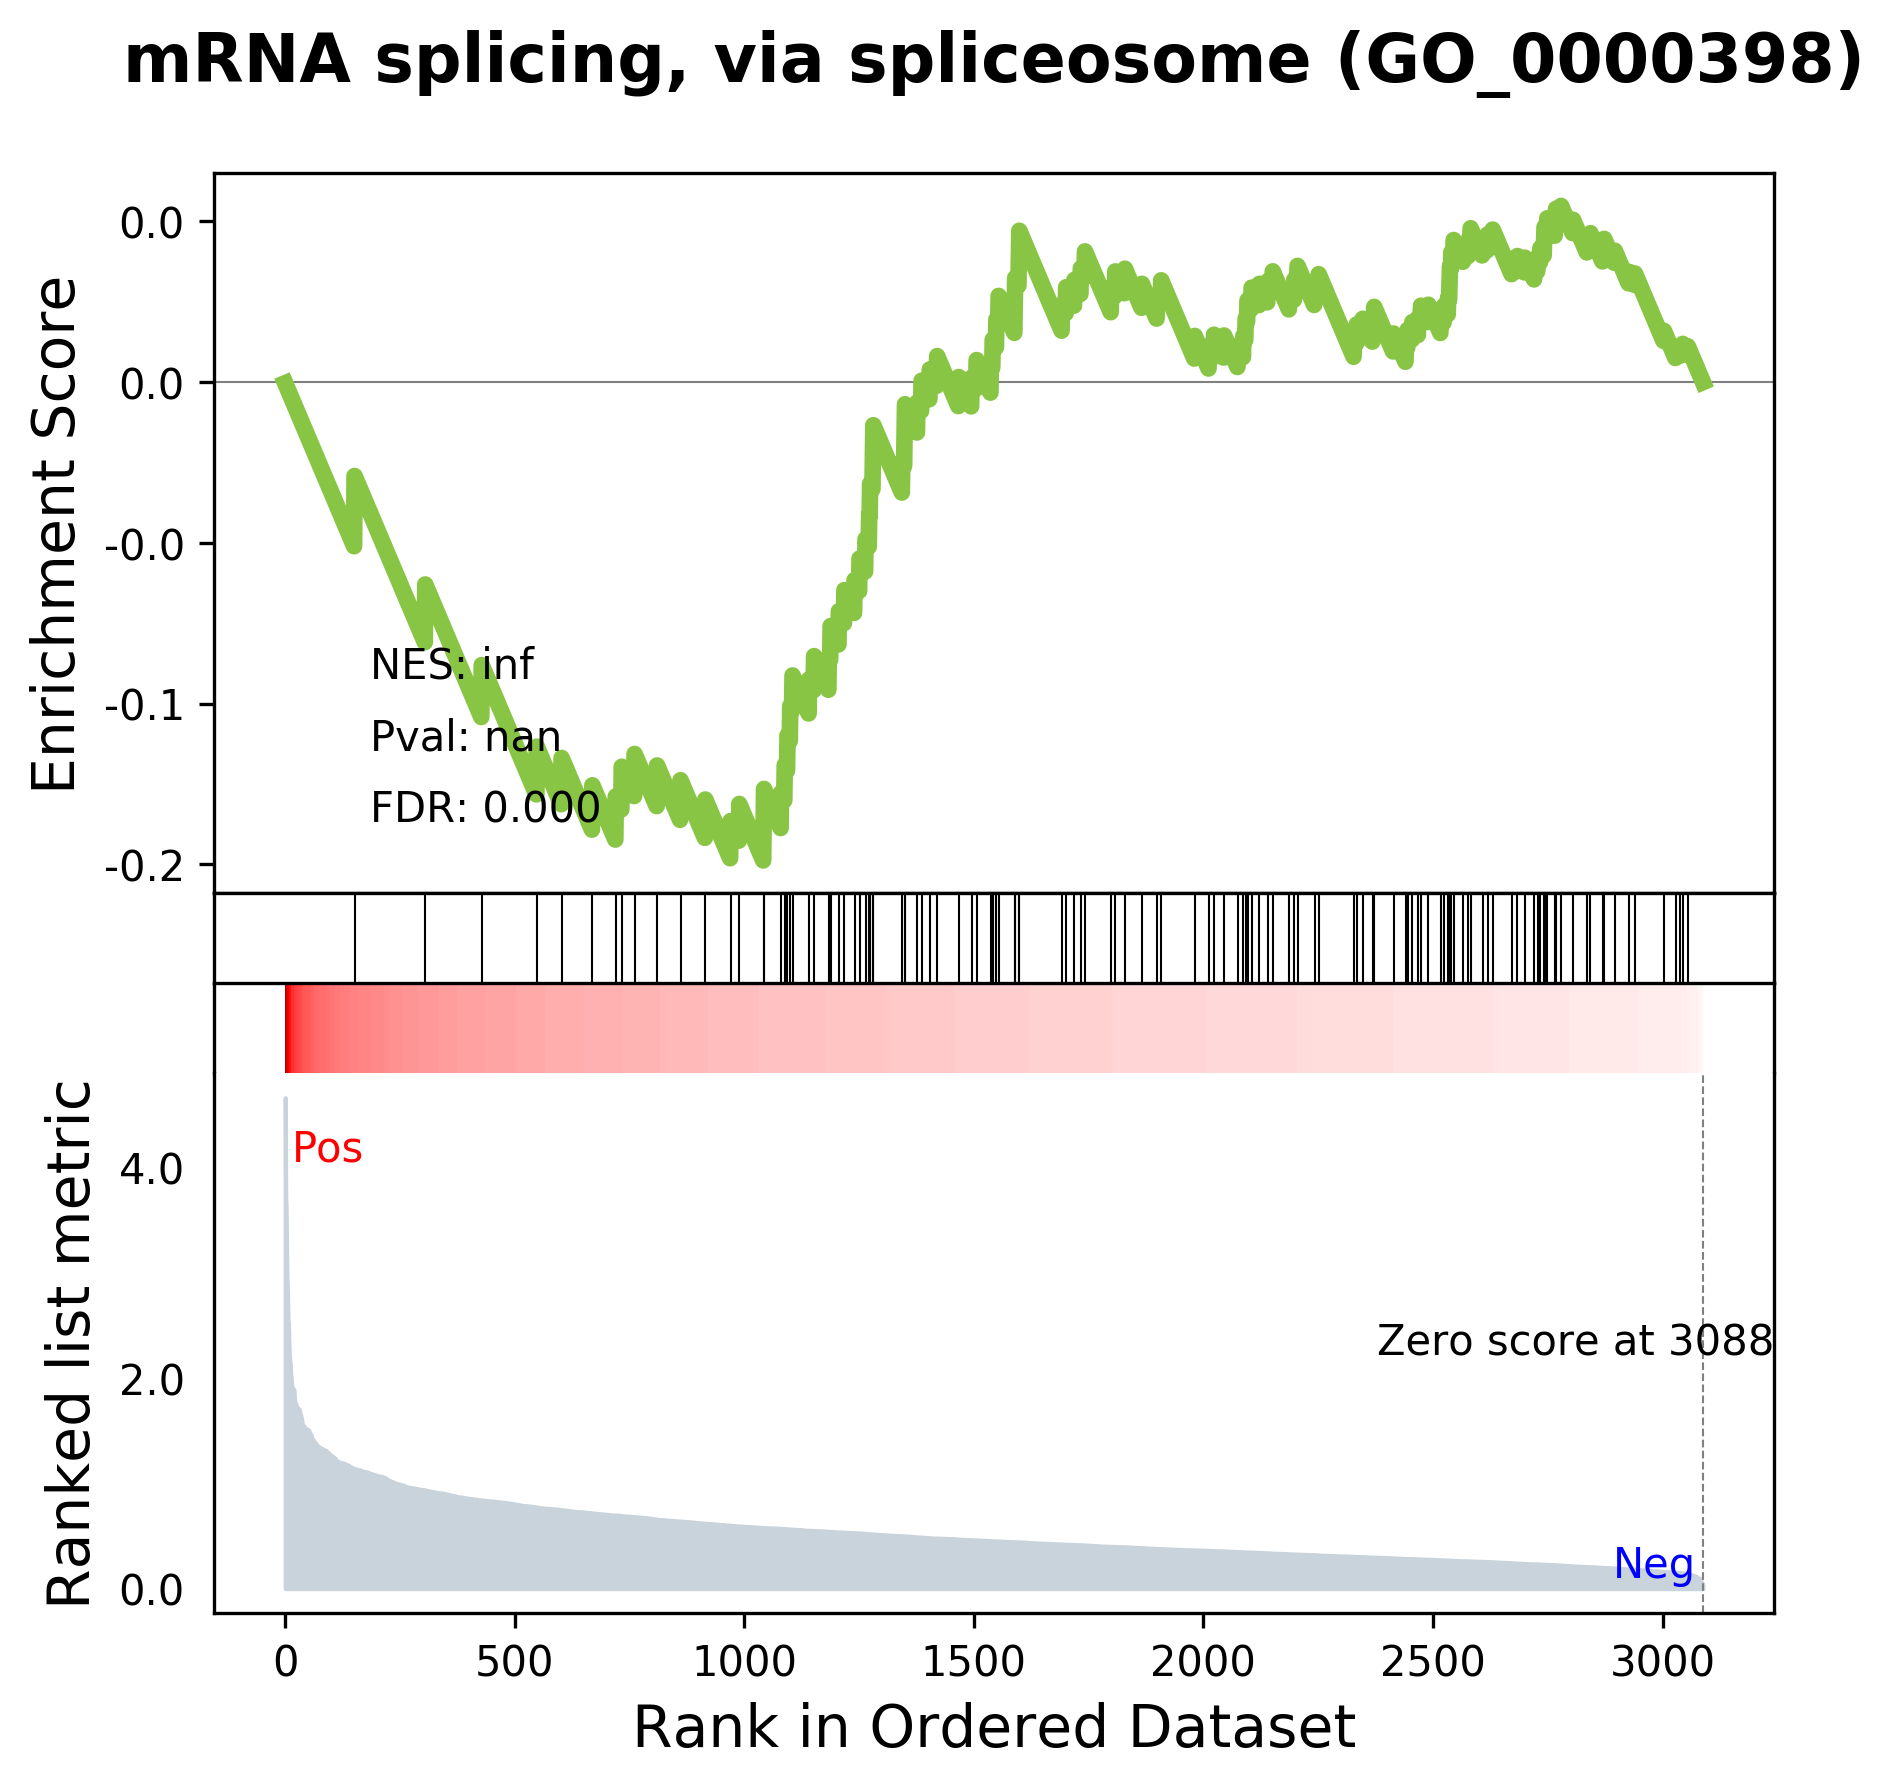 mRNA splicing, via spliceosome (GO_0000398)
Enrichment Score
0.0
0.0
-0.0
-0.1
-0.2
NES: inf
Pval: nan
FDR: 0.000
Ranked list metric
4.0
2.0
0.0
Pos
Zero score at 3088
Neg
0 500 1000 1500 2000 2500 3000
Rank in Ordered Dataset